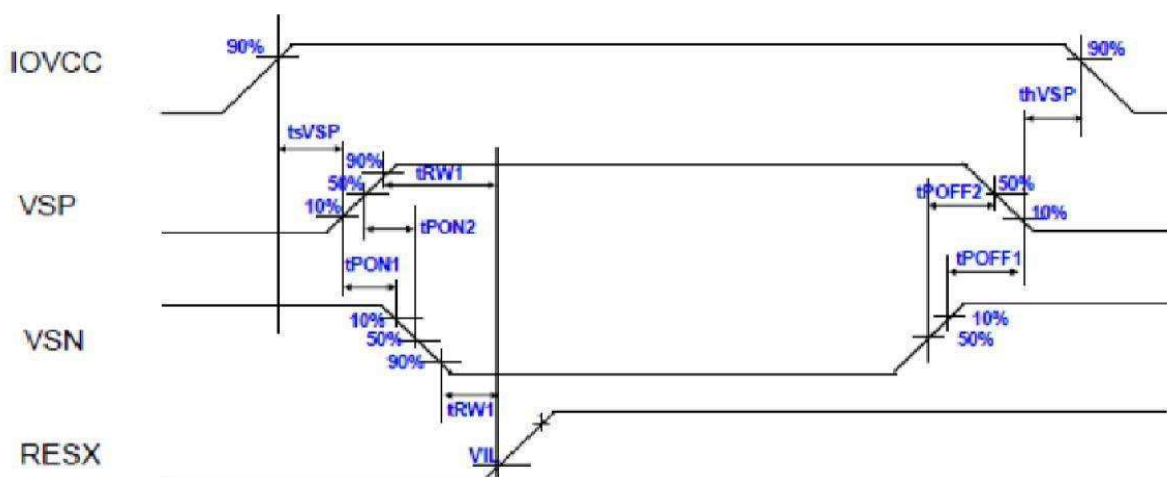 IOVCC 90% 90%
thVSP
tsVSP
90%
tRW1
VSP 50% tPOFF2 50%
10% 10%
tPON2
tPON1 tPOFF1
10% 10%
VSN 50% 50%
90%
tRW1
RESX VIL